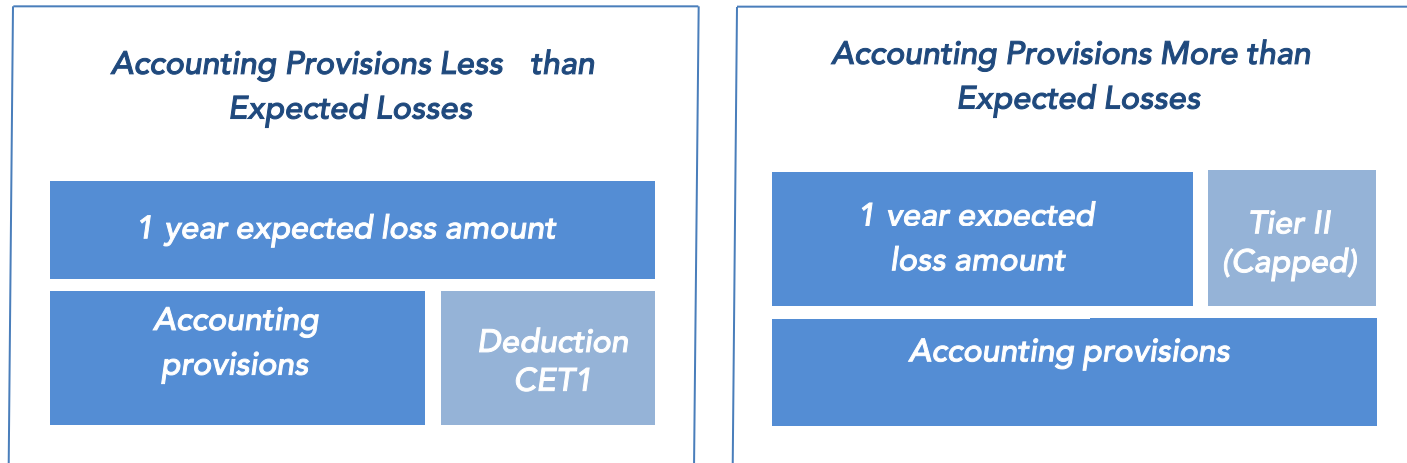 Accounting Provisions Less than
Expected Losses
1 year expected loss amount
Accounting
provisions
Deduction
CET1
Accounting Provisions More than
Expected Losses
1 year expected
loss amount
Tier II
(Capped)
Accounting provisions